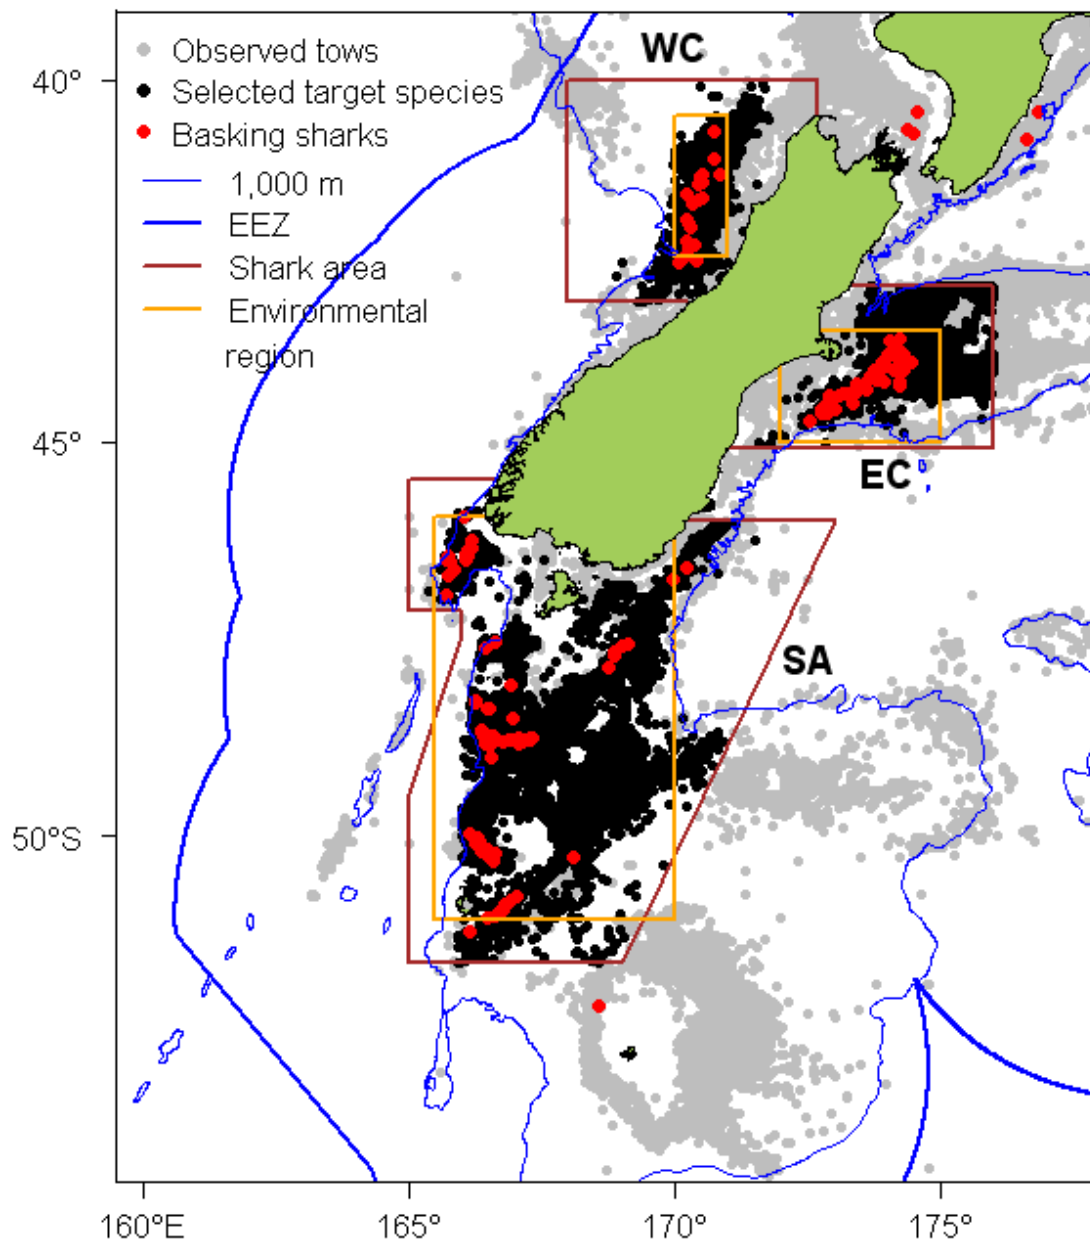 WC
Observed tows
40°
Selected target species
Basking sharks
1,000 m
EEZ
Shark area
Environmental
region
45°
EC
SA
50°S
160°E
165°
170°
175°